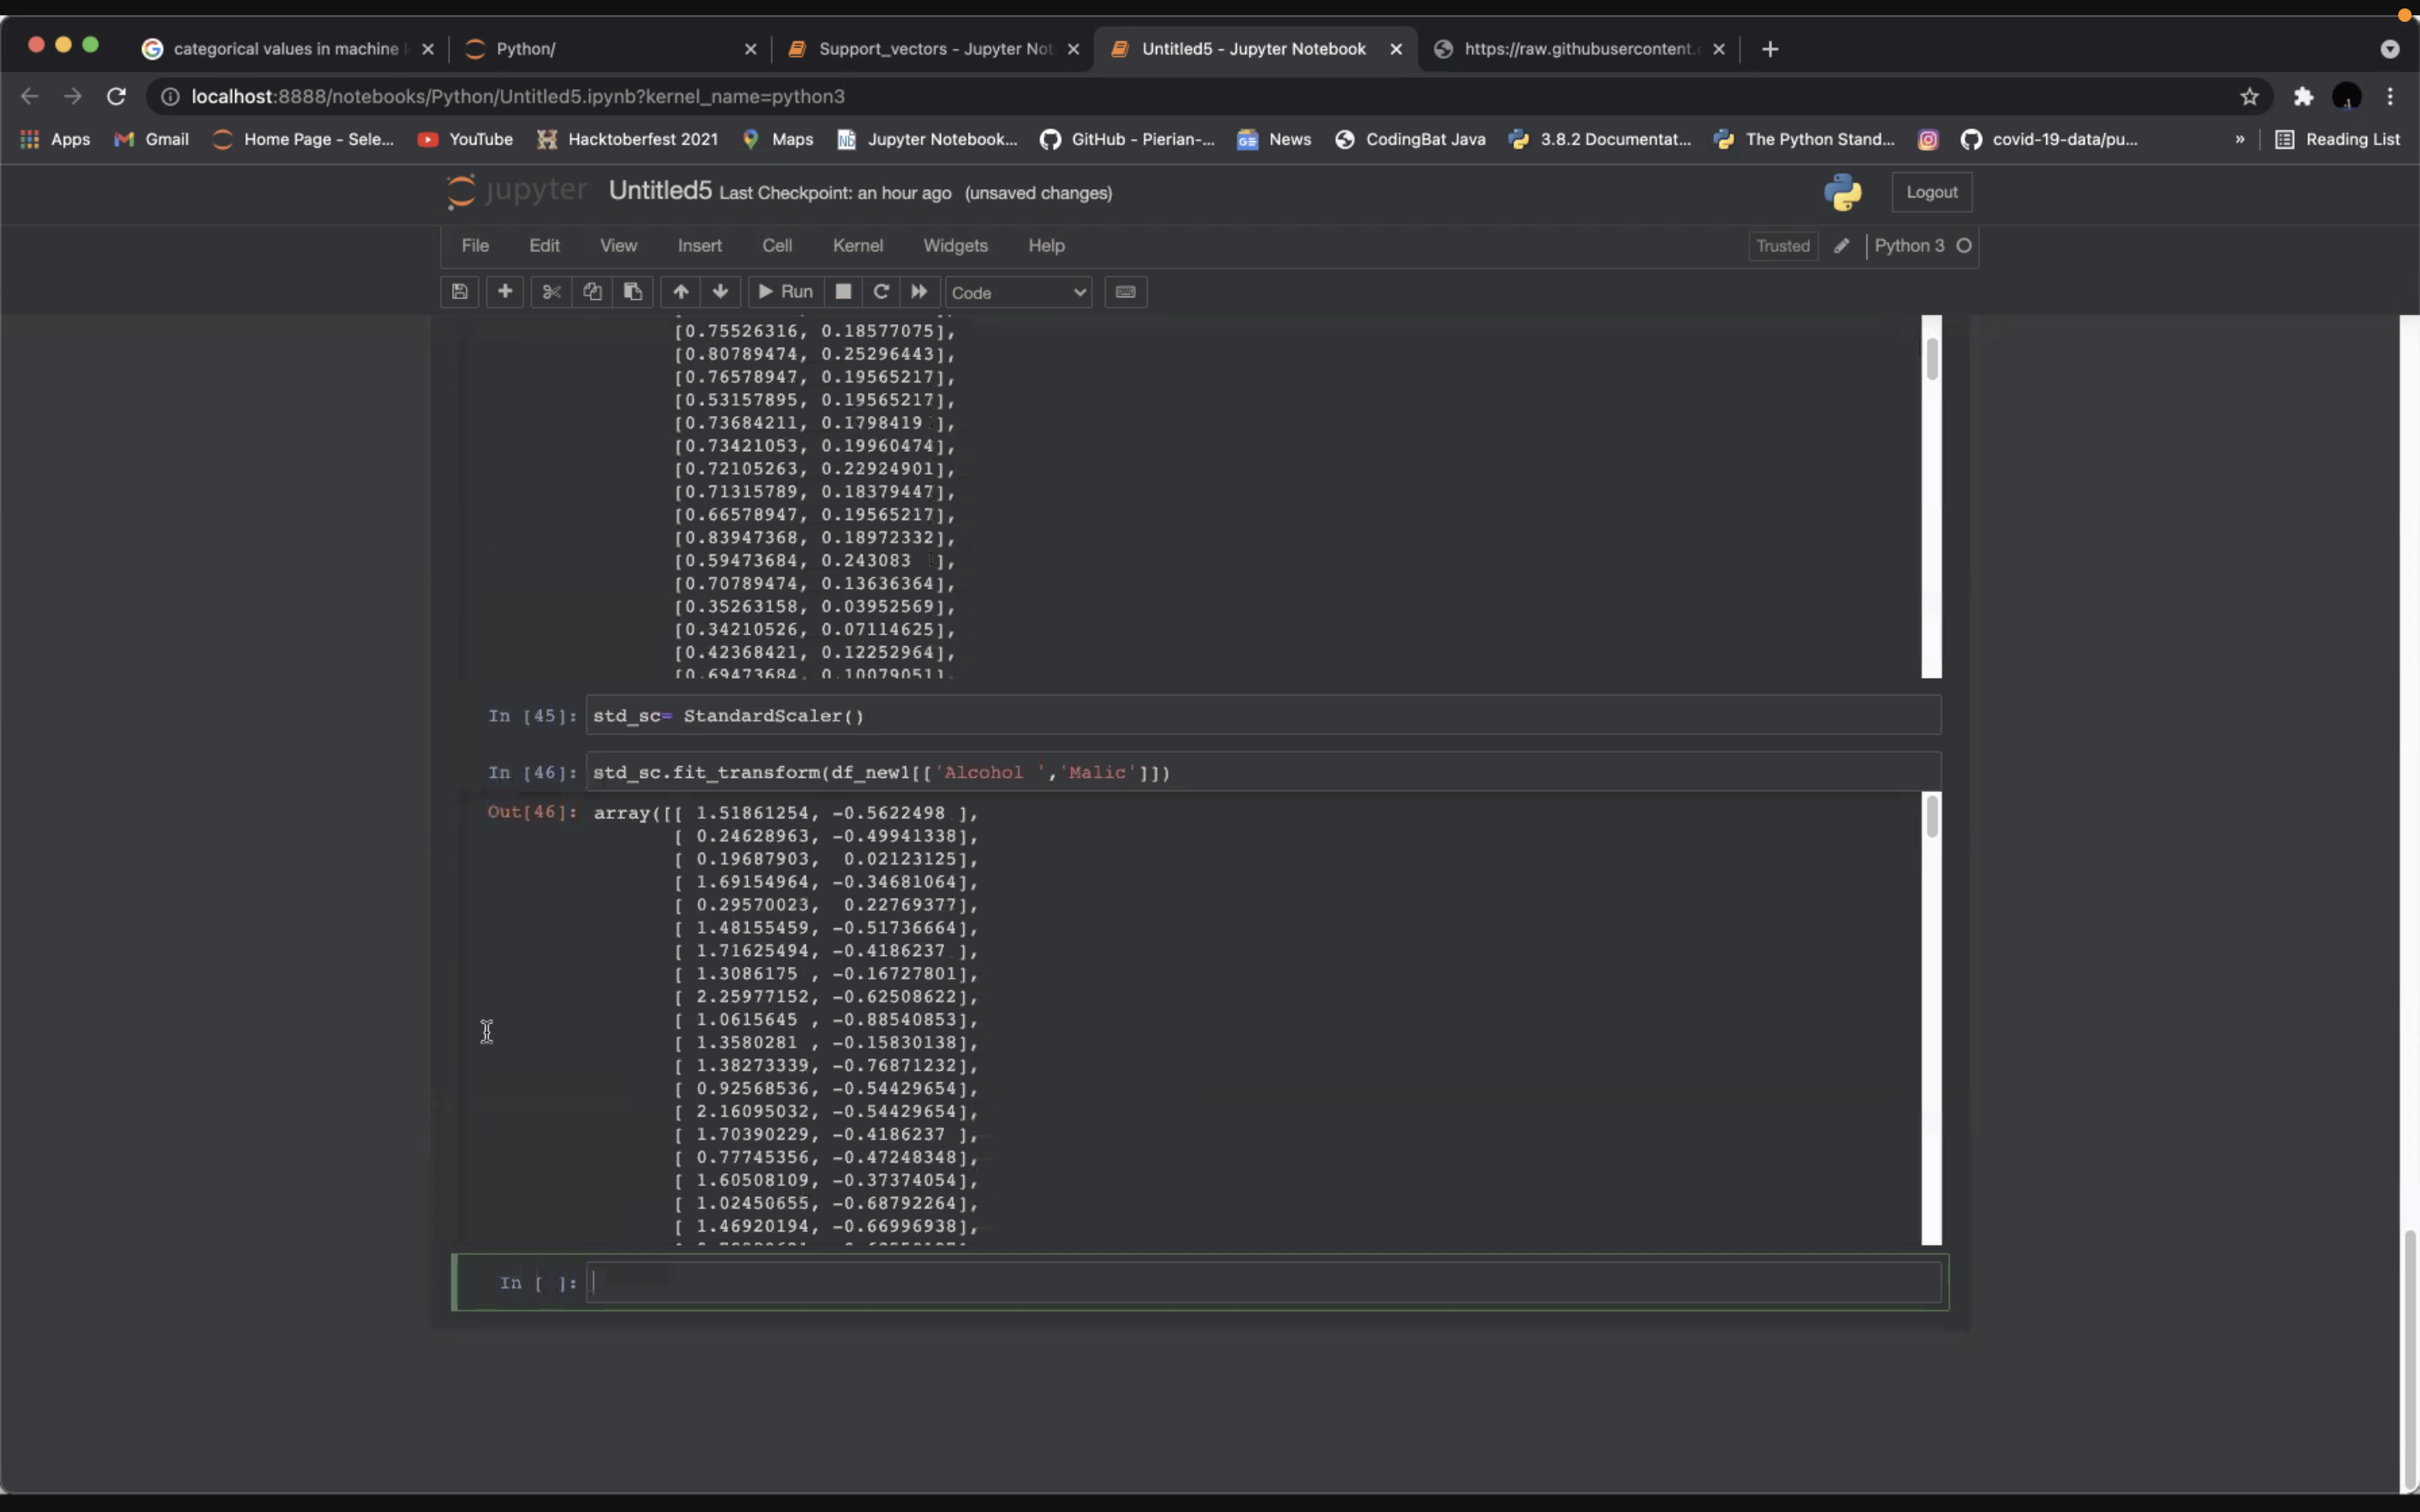 categorical values in machine
Python/
Support_vectors - Jupyter Not
Untitled5 - Jupyter Notebook
https://raw.githubusercontent.
localhost:8888/notebooks/Python/Untitled5.ipynb?kernel_name=python3
Apps
Gmail
Home Page - Sele...
YouTube
Hacktoberfest 2021
Maps
Jupyter Notebook...
GitHub - Pierian-...
News
CodingBat Java
3.8.2 Documentat...
The Python Stand...
covid-19-data/pu...
»
Reading List
jupyter Untitled5 Last Checkpoint: an hour ago (unsaved changes)
Logout
File Edit View Insert Cell Kernel Widgets Help
Trusted
Python 3
Run
Code
[0.75526316, 0.18577075],
[0.80789474, 0.25296443],
[0.76578947, 0.19565217],
[0.53157895, 0.19565217],
[0.73684211, 0.1798419 ],
[0.73421053, 0.19960474],
[0.72105263, 0.22924901],
[0.71315789, 0.18379447],
[0.66578947, 0.19565217],
[0.83947368, 0.18972332],
[0.59473684, 0.243083  ],
[0.70789474, 0.13636364],
[0.35263158, 0.03952569],
[0.34210526, 0.07114625],
[0.42368421, 0.12252964],
[0.69473684, 0.10079051],
In [45]: std_sc= StandardScaler()
In [46]: std_sc.fit_transform(df_new1[['Alcohol ','Malic']])
Out[46]: array([[ 1.51861254, -0.5622498 ],
[ 0.24628963, -0.49941338],
[ 0.19687903,  0.02123125],
[ 1.69154964, -0.34681064],
[ 0.29570023,  0.22769377],
[ 1.48155459, -0.51736664],
[ 1.71625494, -0.4186237 ],
[ 1.3086175 , -0.16727801],
[ 2.25977152, -0.62508622],
[ 1.0615645 , -0.88540853],
[ 1.3580281 , -0.15830138],
[ 1.38273339, -0.76871232],
[ 0.92568536, -0.54429654],
[ 2.16095032, -0.54429654],
[ 1.70390229, -0.4186237 ],
[ 0.77745356, -0.47248348],
[ 1.60508109, -0.37374054],
[ 1.02450655, -0.68792264],
[ 1.46920194, -0.66996938],
In [ ]: